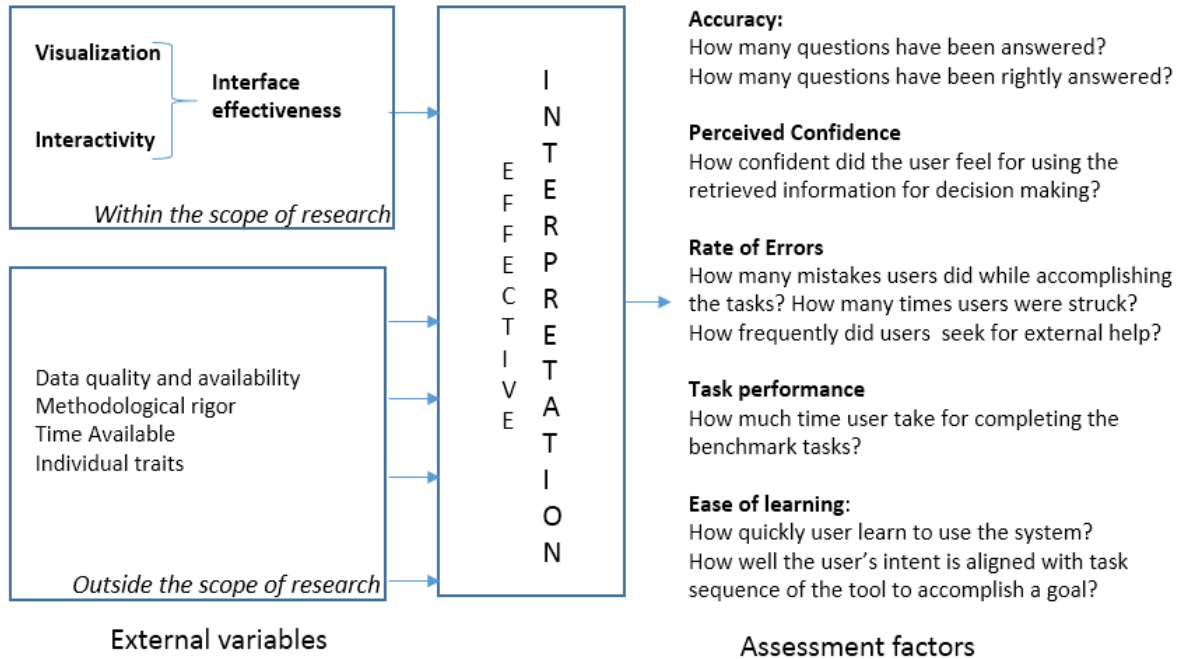 Visualization
Interface
effectiveness
Interactivity
Within the scope of research
Data quality and availability
Methodological rigor
Time Available
Individual traits
Outside the scope of research
External variables
EFFECTIVE
INTERPRETATION
Accuracy:
How many questions have been answered?
How many questions have been rightly answered?
Perceived Confidence
How confident did the user feel for using the
retrieved information for decision making?
Rate of Errors
How many mistakes users did while accomplishing
the tasks? How many times users were struck?
How frequently did users seek for external help?
Task performance
How much time user take for completing the
benchmark tasks?
Ease of learning:
How quickly user learn to use the system?
How well the user's intent is aligned with task
sequence of the tool to accomplish a goal?
Assessment factors